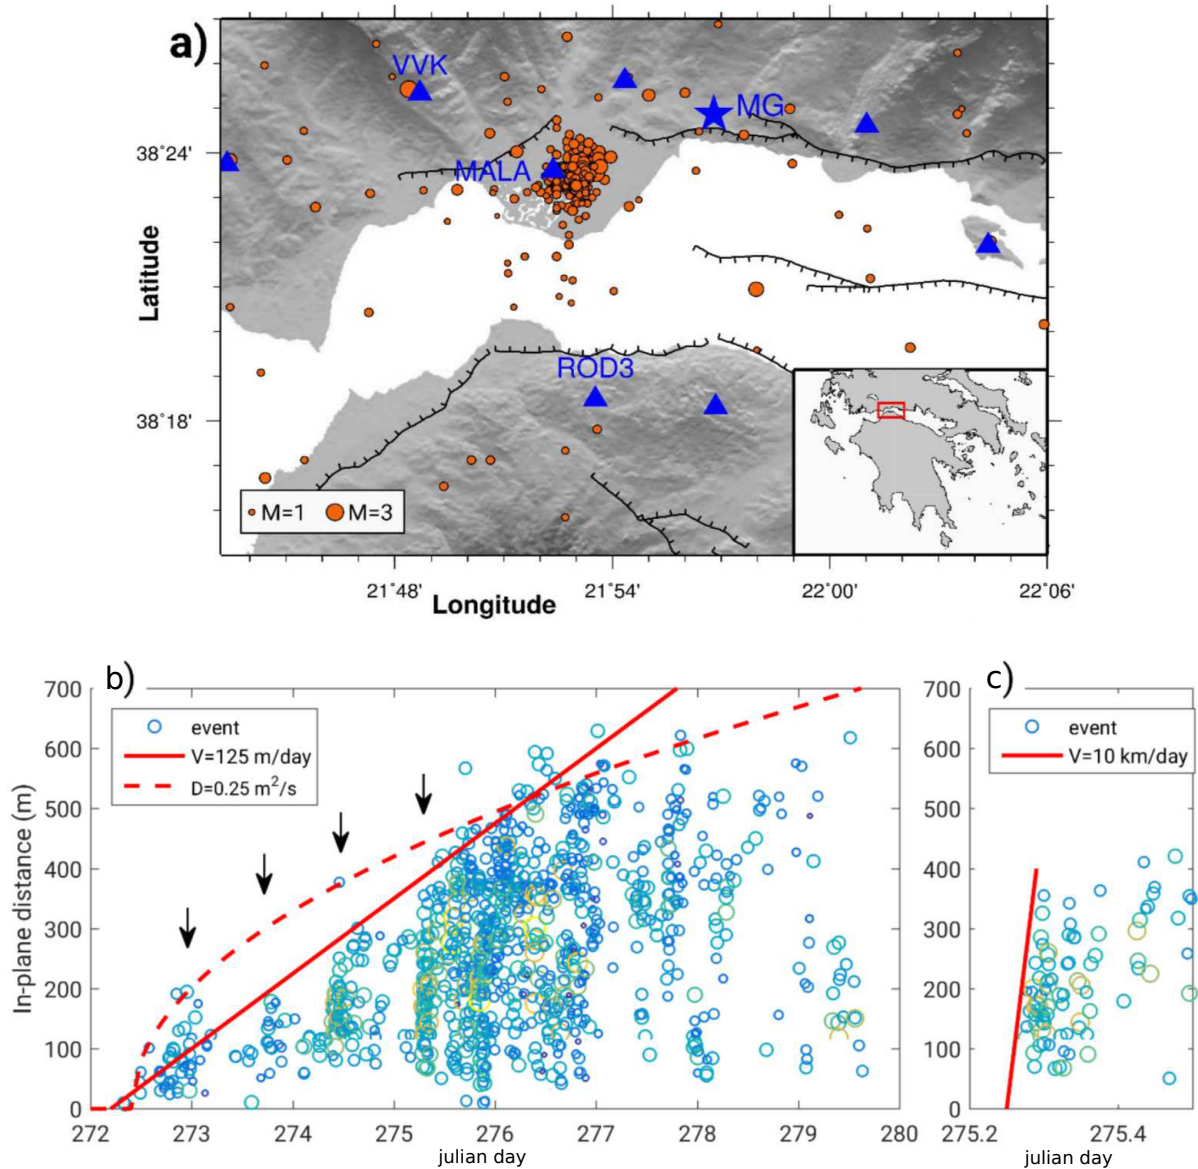 a)
VVK
MG
38°24'
MALA
Latitude
ROD3
38°18'
M=1 M=3
21°48' 21°54' 22°00' 22°06'
Longitude
b)
700
event
V=125 m/day
D=0.25 m²/s
600
500
400
300
200
100
0
In-plane distance (m)
272 273 274 275 276 277 278 279 280
julian day
c)
700
event
V=10 km/day
600
500
400
300
200
100
0
275.2 275.4
julian day